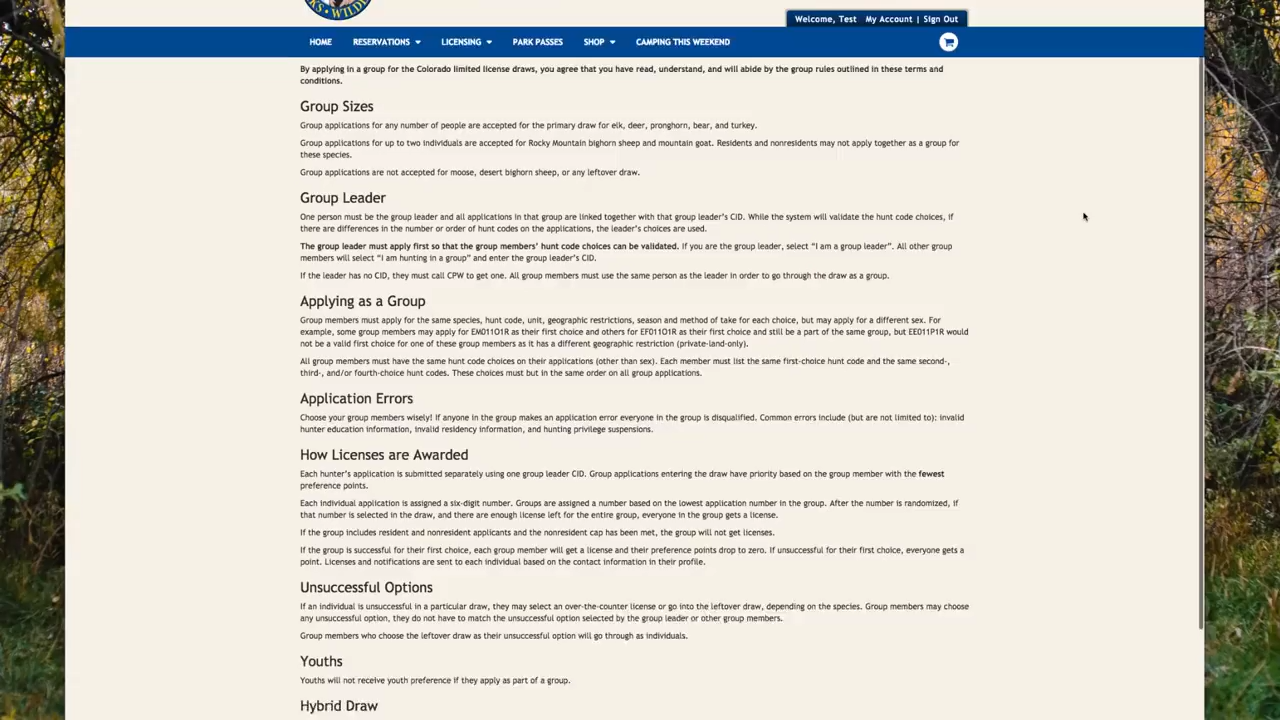 KS • WILD
Welcome, Test My Account | Sign Out
HOME RESERVATIONS LICENSING PARK PASSES SHOP CAMPING THIS WEEKEND
By applying in a group for the Colorado limited license draws, you agree that you have read, understand, and will abide by the group rules outlined in these terms and
conditions.
Group Sizes
Group applications for any number of people are accepted for the primary draw for elk, deer, pronghorn, bear, and turkey.
Group applications for up to two individuals are accepted for Rocky Mountain bighorn sheep and mountain goat. Residents and nonresidents may not apply together as a group for
these species.
Group applications are not accepted for moose, desert bighorn sheep, or any leftover draw.
Group Leader
One person must be the group leader and all applications in that group are linked together with that group leader's CID. While the system will validate the hunt code choices, if
there are differences in the number or order of hunt codes on the applications, the leader's choices are used.
The group leader must apply first so that the group members' hunt code choices can be validated. If you are the group leader, select "I am a group leader". All other group
members will select "I am hunting in a group" and enter the group leader's CID.
If the leader has no CID, they must call CPW to get one. All group members must use the same person as the leader in order to go through the draw as a group.
Applying as a Group
Group members must apply for the same species, hunt code, unit, geographic restrictions, season and method of take for each choice, but may apply for a different sex. For
example, some group members may apply for EM011O1R as their first choice and others for EF011O1R as their first choice and still be a part of the same group, but EE011P1R would
not be a valid first choice for one of these group members as it has a different geographic restriction (private-land-only).
All group members must have the same hunt code choices on their applications (other than sex). Each member must list the same first-choice hunt code and the same second-,
third-, and/or fourth-choice hunt codes. These choices must but in the same order on all group applications.
Application Errors
Choose your group members wisely! If anyone in the group makes an application error everyone in the group is disqualified. Common errors include (but are not limited to): invalid
hunter education information, invalid residency information, and hunting privilege suspensions.
How Licenses are Awarded
Each hunter's application is submitted separately using one group leader CID. Group applications entering the draw have priority based on the group member with the fewest
preference points.
Each individual application is assigned a six-digit number. Groups are assigned a number based on the lowest application number in the group. After the number is randomized, if
that number is selected in the draw, and there are enough license left for the entire group, everyone in the group gets a license.
If the group includes resident and nonresident applicants and the nonresident cap has been met, the group will not get licenses.
If the group is successful for their first choice, each group member will get a license and their preference points drop to zero. If unsuccessful for their first choice, everyone gets a
point. Licenses and notifications are sent to each individual based on the contact information in their profile.
Unsuccessful Options
If an individual is unsuccessful in a particular draw, they may select an over-the-counter license or go into the leftover draw, depending on the species. Group members may choose
any unsuccessful option, they do not have to match the unsuccessful option selected by the group leader or other group members.
Group members who choose the leftover draw as their unsuccessful option will go through as individuals.
Youths
Youths will not receive youth preference if they apply as part of a group.
Hybrid Draw